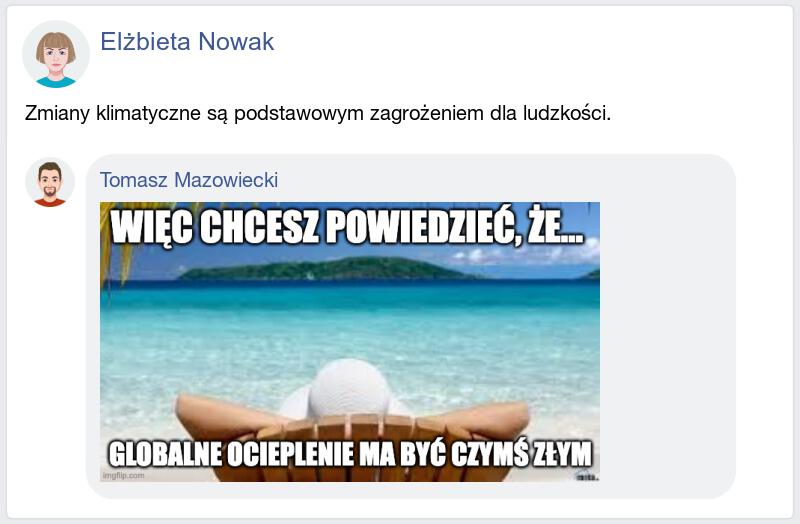 Elżbieta Nowak
Zmiany klimatyczne są podstawowym zagrożeniem dla ludzkości.
Tomasz Mazowiecki
WIĘC CHCESZ POWIEDZIEĆ, ŻE...
GLOBALNE OCIEPLENIE MA BYĆ CZYMŚ ZŁYM
imgflip.com